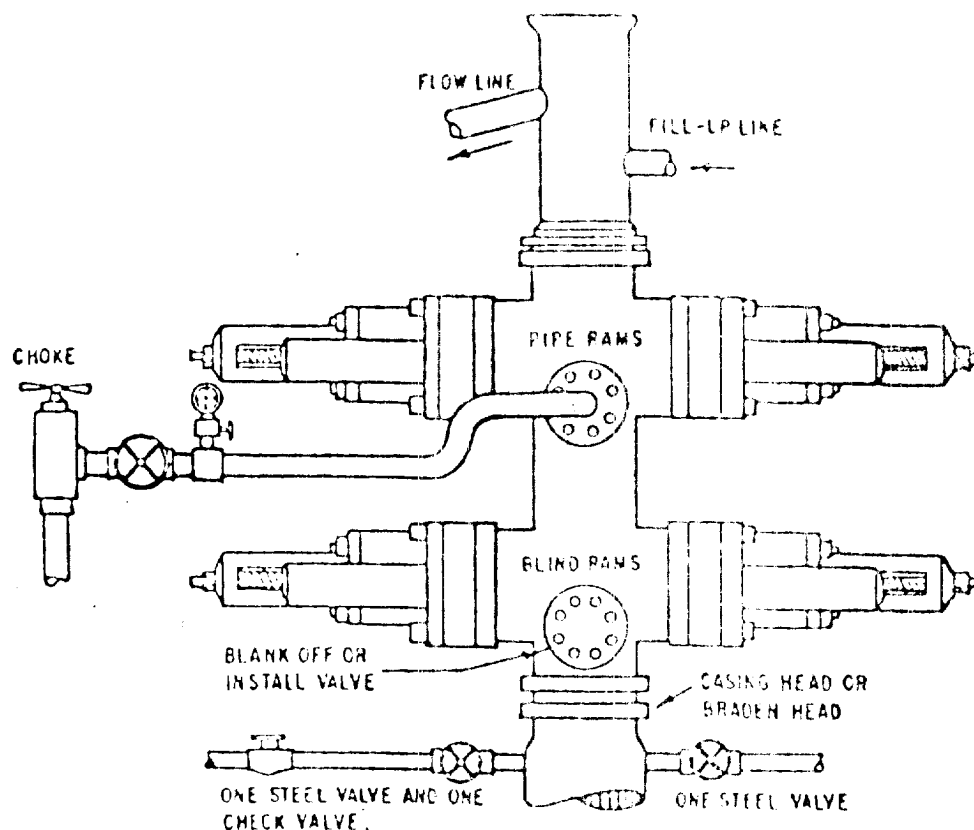 FLOW LINE
FILL-UP LINE
PIPE RAMS
CHOKE
BLIND RAMS
BLANK OFF OR
INSTALL VALVE
CASING HEAD OR
BRADEN HEAD
ONE STEEL VALVE AND ONE
CHECK VALVE.
ONE STEEL VALVE